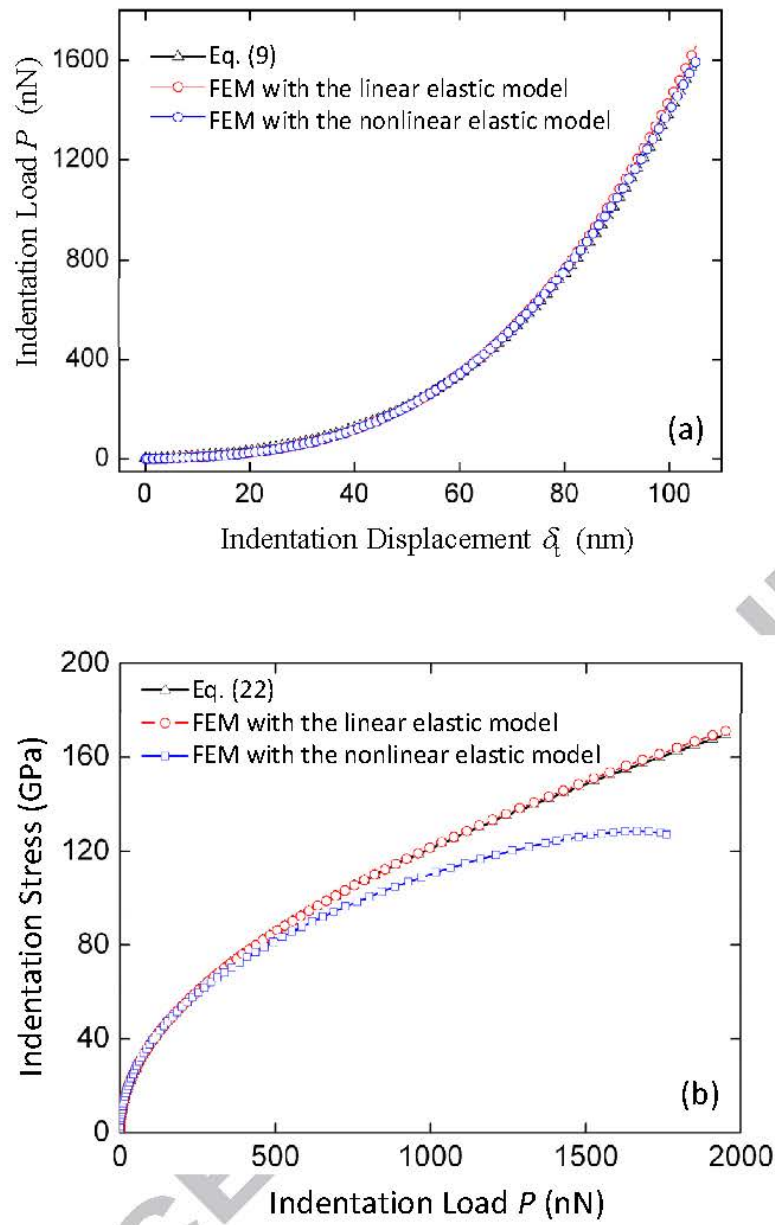 1600
1200
800
400
0
Indentation Load P (nN)
Eq. (9)
FEM with the linear elastic model
FEM with the nonlinear elastic model
(a)
0 20 40 60 80 100
Indentation Displacement δt (nm)
200
160
120
80
40
0
Indentation Stress (GPa)
Eq. (22)
FEM with the linear elastic model
FEM with the nonlinear elastic model
(b)
0 500 1000 1500 2000
Indentation Load P (nN)
CE